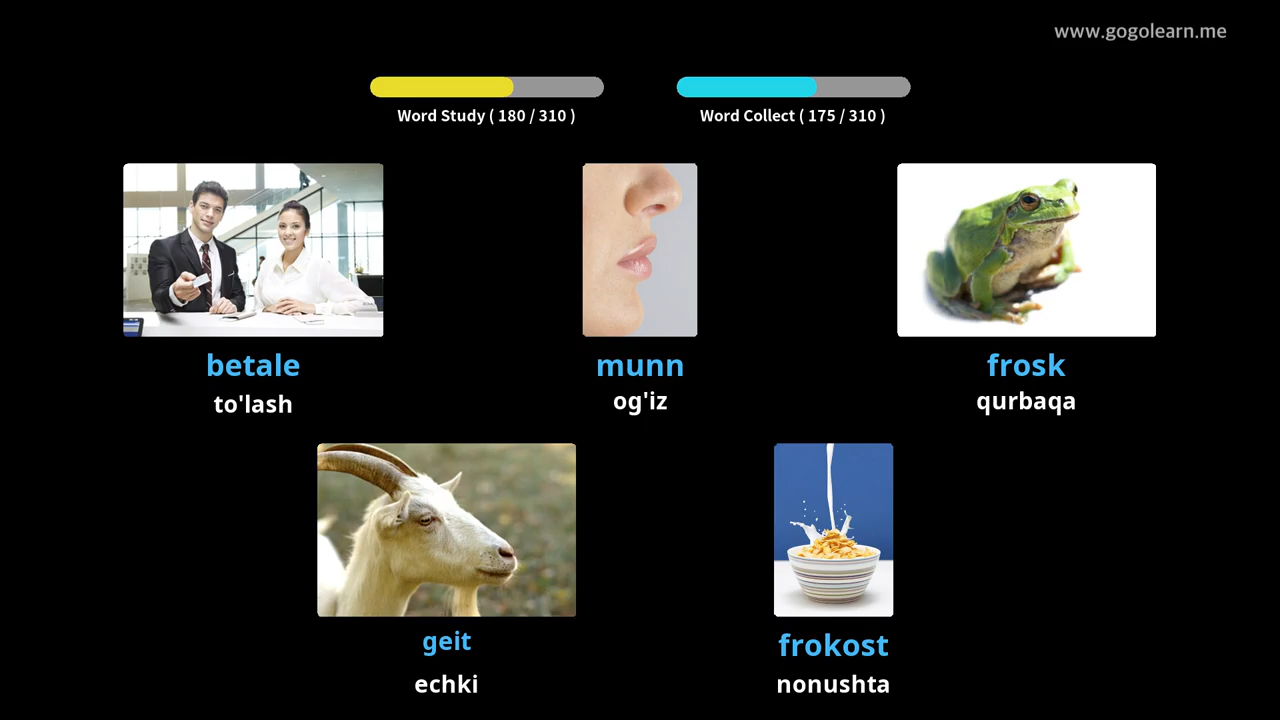 www.gogolearn.me
Word Study ( 180 / 310 )
Word Collect ( 175 / 310 )
betale
to'lash
munn
og'iz
frosk
qurbaqa
geit
echki
frokost
nonushta